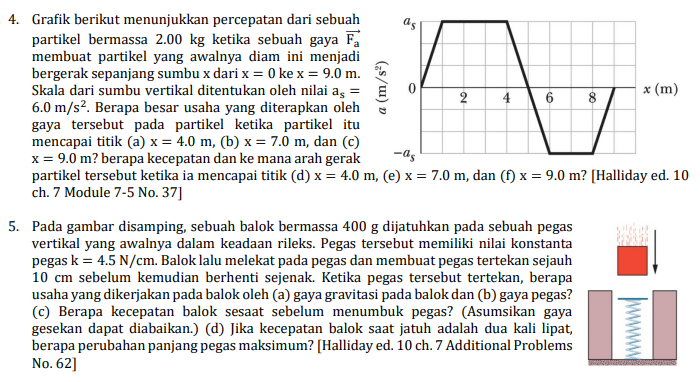 4. Grafik berikut menunjukkan percepatan dari sebuah
partikel bermassa 2.00 kg ketika sebuah gaya F⃗ₐ
membuat partikel yang awalnya diam ini menjadi
bergerak sepanjang sumbu x dari x = 0 ke x = 9.0 m.
Skala dari sumbu vertikal ditentukan oleh nilai aₛ =
6.0 m/s². Berapa besar usaha yang diterapkan oleh
gaya tersebut pada partikel ketika partikel itu
mencapai titik (a) x = 4.0 m, (b) x = 7.0 m, dan (c)
x = 9.0 m? berapa kecepatan dan ke mana arah gerak
partikel tersebut ketika ia mencapai titik (d) x = 4.0 m, (e) x = 7.0 m, dan (f) x = 9.0 m? [Halliday ed. 10
ch. 7 Module 7-5 No. 37]
aₛ
a (m/s²)
0
2 4 6 8
x (m)
−aₛ
5. Pada gambar disamping, sebuah balok bermassa 400 g dijatuhkan pada sebuah pegas
vertikal yang awalnya dalam keadaan rileks. Pegas tersebut memiliki nilai konstanta
pegas k = 4.5 N/cm. Balok lalu melekat pada pegas dan membuat pegas tertekan sejauh
10 cm sebelum kemudian berhenti sejenak. Ketika pegas tersebut tertekan, berapa
usaha yang dikerjakan pada balok oleh (a) gaya gravitasi pada balok dan (b) gaya pegas?
(c) Berapa kecepatan balok sesaat sebelum menumbuk pegas? (Asumsikan gaya
gesekan dapat diabaikan.) (d) Jika kecepatan balok saat jatuh adalah dua kali lipat,
berapa perubahan panjang pegas maksimum? [Halliday ed. 10 ch. 7 Additional Problems
No. 62]